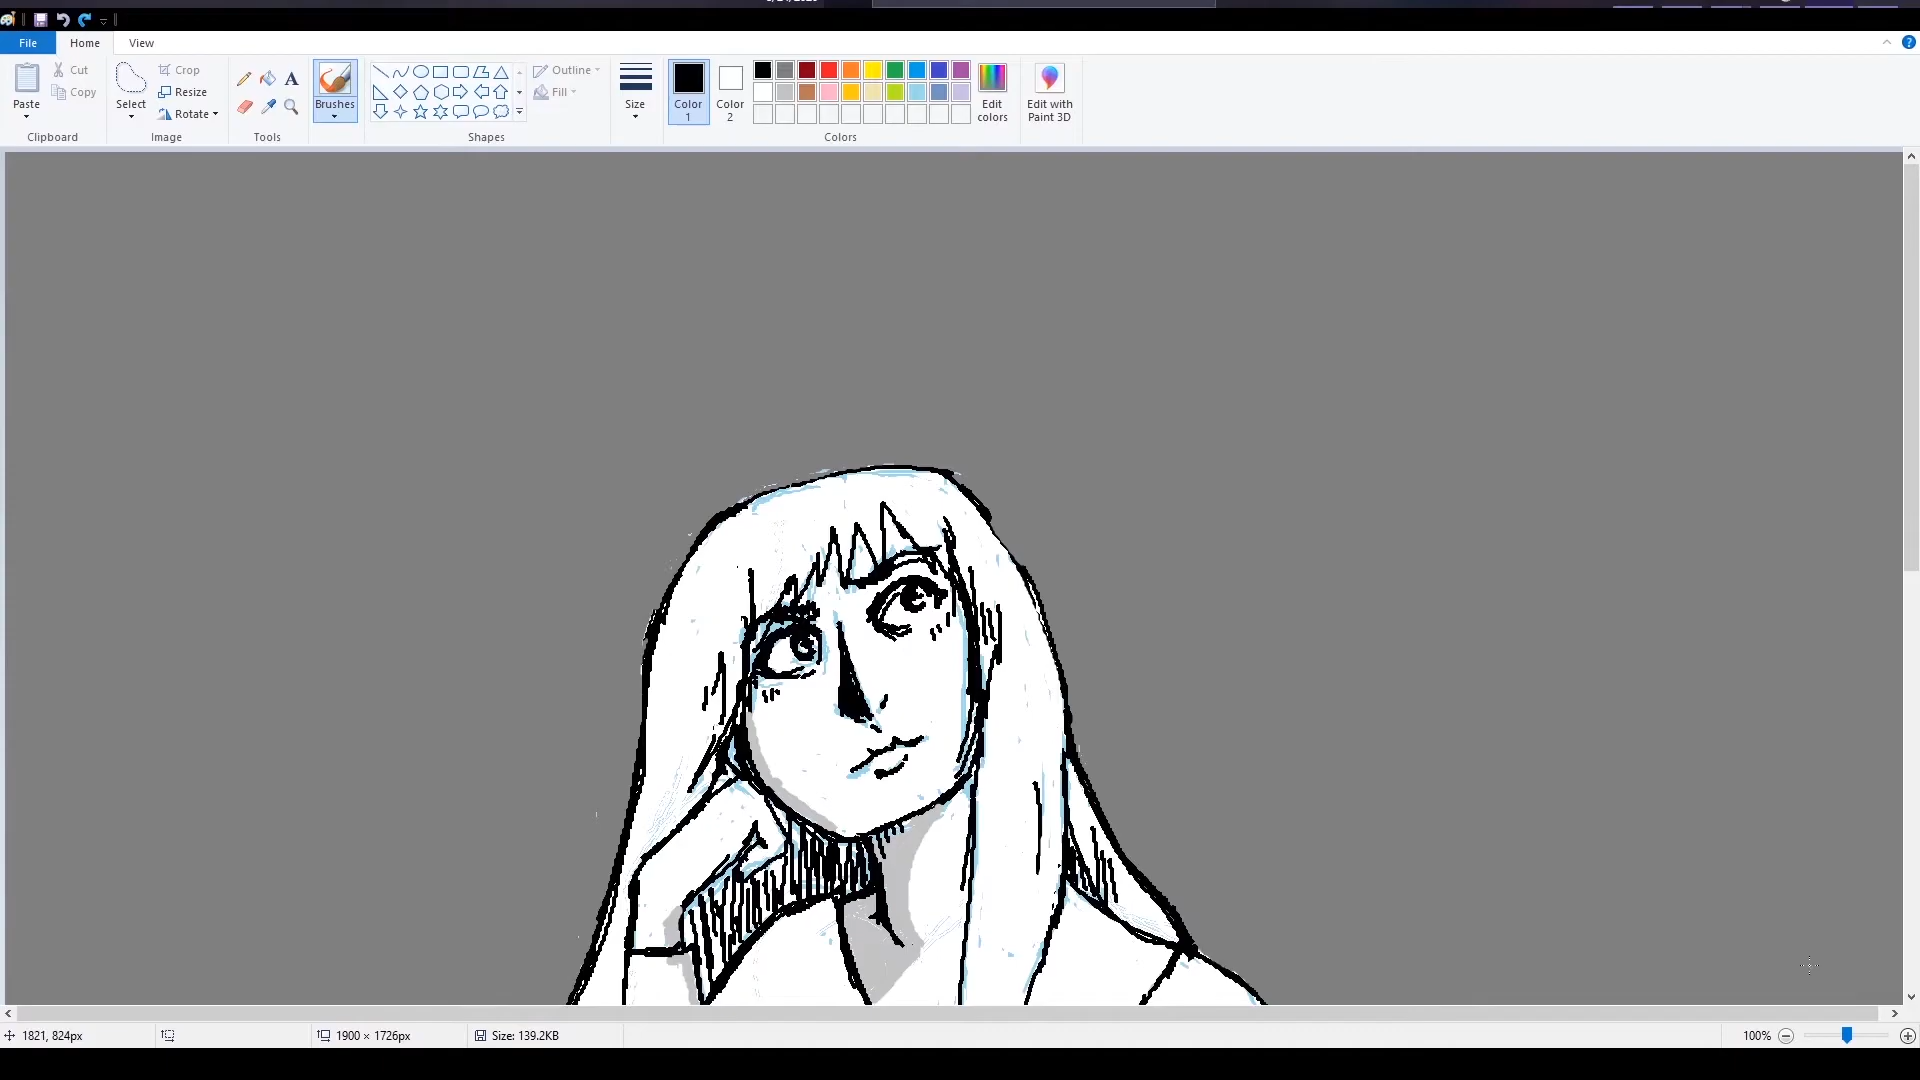 File Home View
Paste
Cut
Copy
Clipboard
Select
Crop
Resize
Rotate
Image
A
Tools
Brushes
Outline
Fill
Shapes
Size
Color 1
Color 2
Edit colors
Colors
Edit with Paint 3D
1821, 824px
1900 × 1726px
Size: 139.2KB
100%